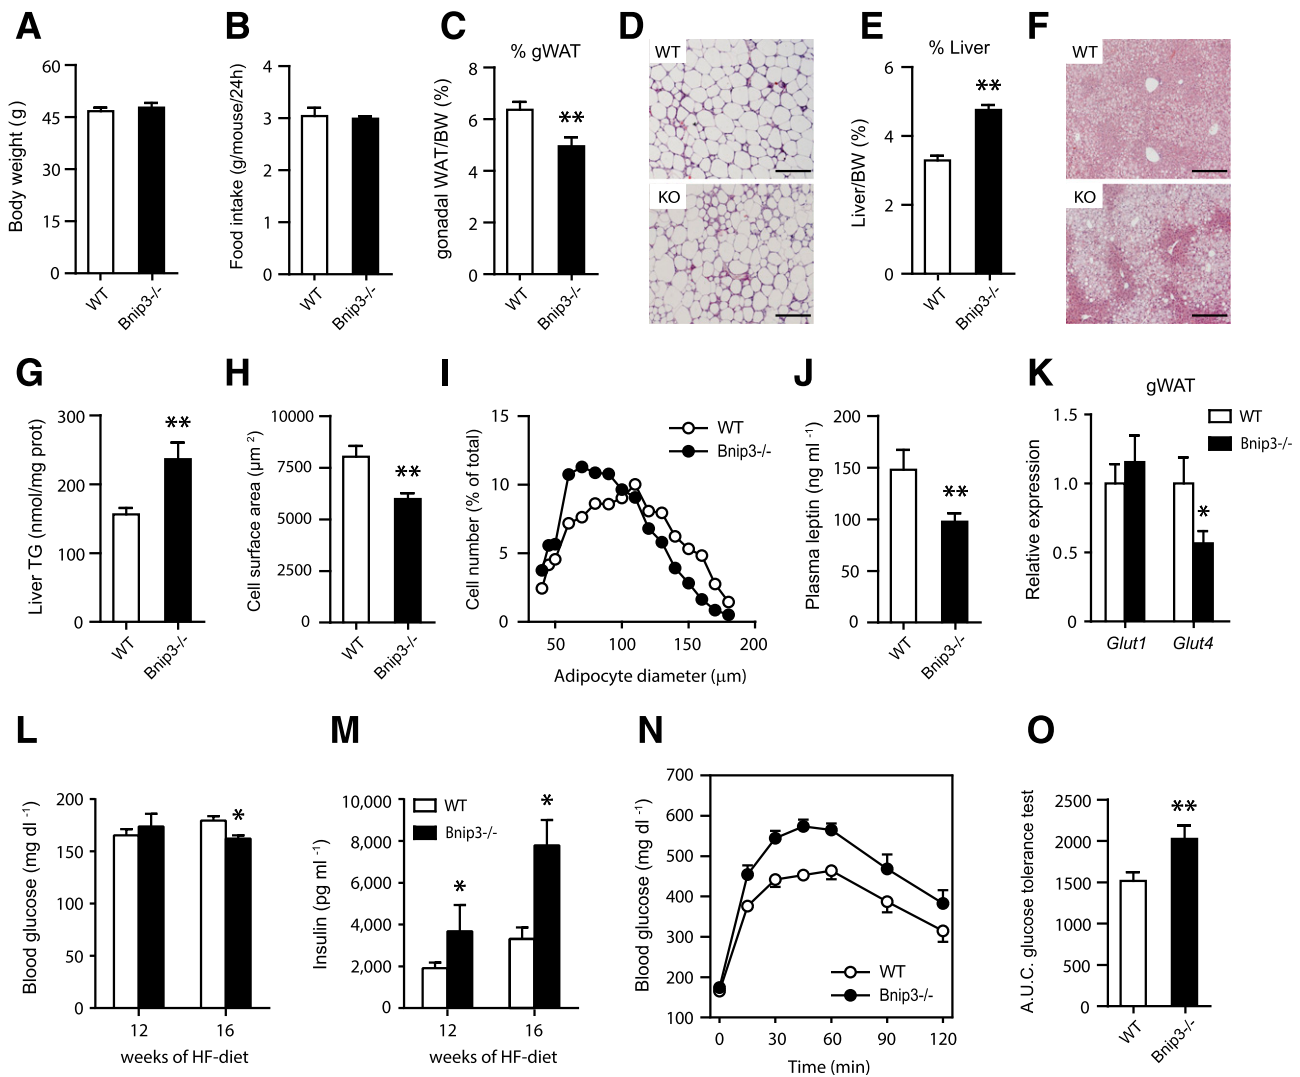 A
Body weight (g)
60
45
30
15
0
WT
Bnip3-/-
B
Food intake (g/mouse/24h)
4
3
2
1
0
WT
Bnip3-/-
C
% gWAT
gonadal WAT/BW (%)
8
6
4
2
0
**
WT
Bnip3-/-
D
WT
KO
E
% Liver
Liver/BW (%)
6
4
2
0
**
WT
Bnip3-/-
F
WT
KO
G
Liver TG (nmol/mg prot)
300
200
100
0
**
WT
Bnip3-/-
H
Cell surface area (μm 2)
10000
7500
5000
2500
0
**
WT
Bnip3-/-
I
Cell number (% of total)
15
10
5
0
WT
Bnip3-/-
50 100 150 200
Adipocyte diameter (μm)
J
Plasma leptin (ng ml -1)
200
150
100
50
0
**
WT
Bnip3-/-
K
gWAT
Relative expression
1.5
1.0
0.5
0
WT
Bnip3-/-
*
Glut1 Glut4
L
Blood glucose (mg dl -1)
200
150
100
50
0
*
12 16
weeks of HF-diet
M
Insulin (pg ml -1)
10,000
8,000
6,000
4,000
2,000
0
WT
Bnip3-/-
*
*
12 16
weeks of HF-diet
N
Blood glucose (mg dl -1)
700
600
500
400
300
200
100
WT
Bnip3-/-
0 30 60 90 120
Time (min)
O
A.U.C. glucose tolerance test
2500
2000
1500
1000
500
0
**
WT
Bnip3-/-